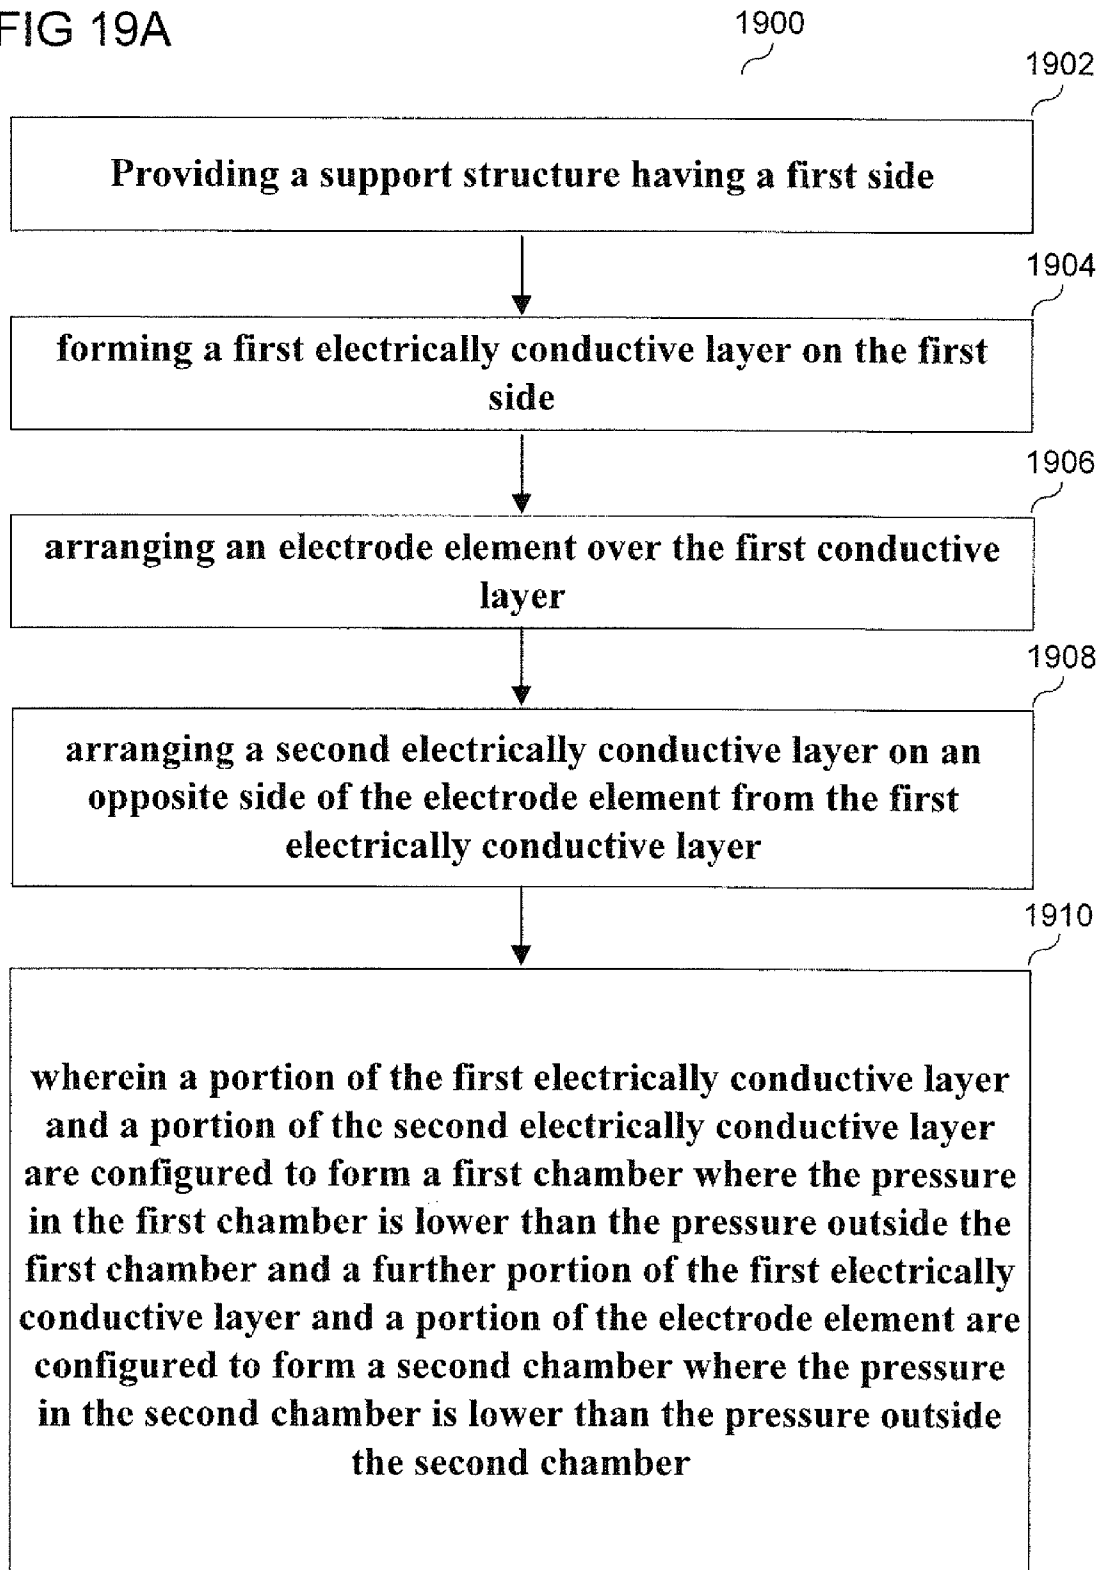 FIG 19A
1900
1902
Providing a support structure having a first side
1904
forming a first electrically conductive layer on the first
side
1906
arranging an electrode element over the first conductive
layer
1908
arranging a second electrically conductive layer on an
opposite side of the electrode element from the first
electrically conductive layer
1910
wherein a portion of the first electrically conductive layer
and a portion of the second electrically conductive layer
are configured to form a first chamber where the pressure
in the first chamber is lower than the pressure outside the
first chamber and a further portion of the first electrically
conductive layer and a portion of the electrode element are
configured to form a second chamber where the pressure
in the second chamber is lower than the pressure outside
the second chamber